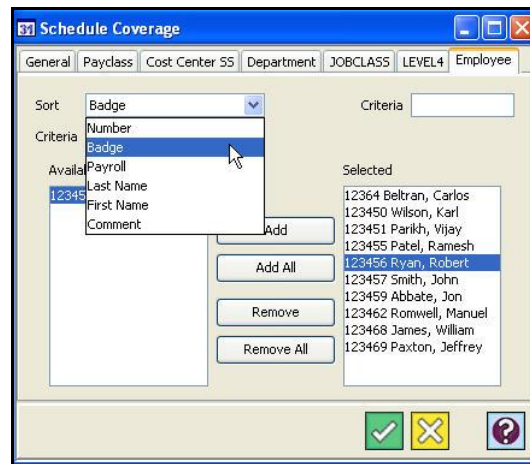 31 Schedule Coverage
General Payclass Cost Center SS Department JOBCLASS LEVEL4 Employee
Sort Badge Criteria
Number
Criteria Badge
Payroll
Last Name
First Name
Comment
Selected
12345
12364 Beltran, Carlos
123450 Wilson, Karl
123451 Parikh, Vijay
123455 Patel, Ramesh
123456 Ryan, Robert
123457 Smith, John
123459 Abbate, Jon
123462 Romwell, Manuel
123468 James, William
123469 Paxton, Jeffrey
Add
Add All
Remove
Remove All